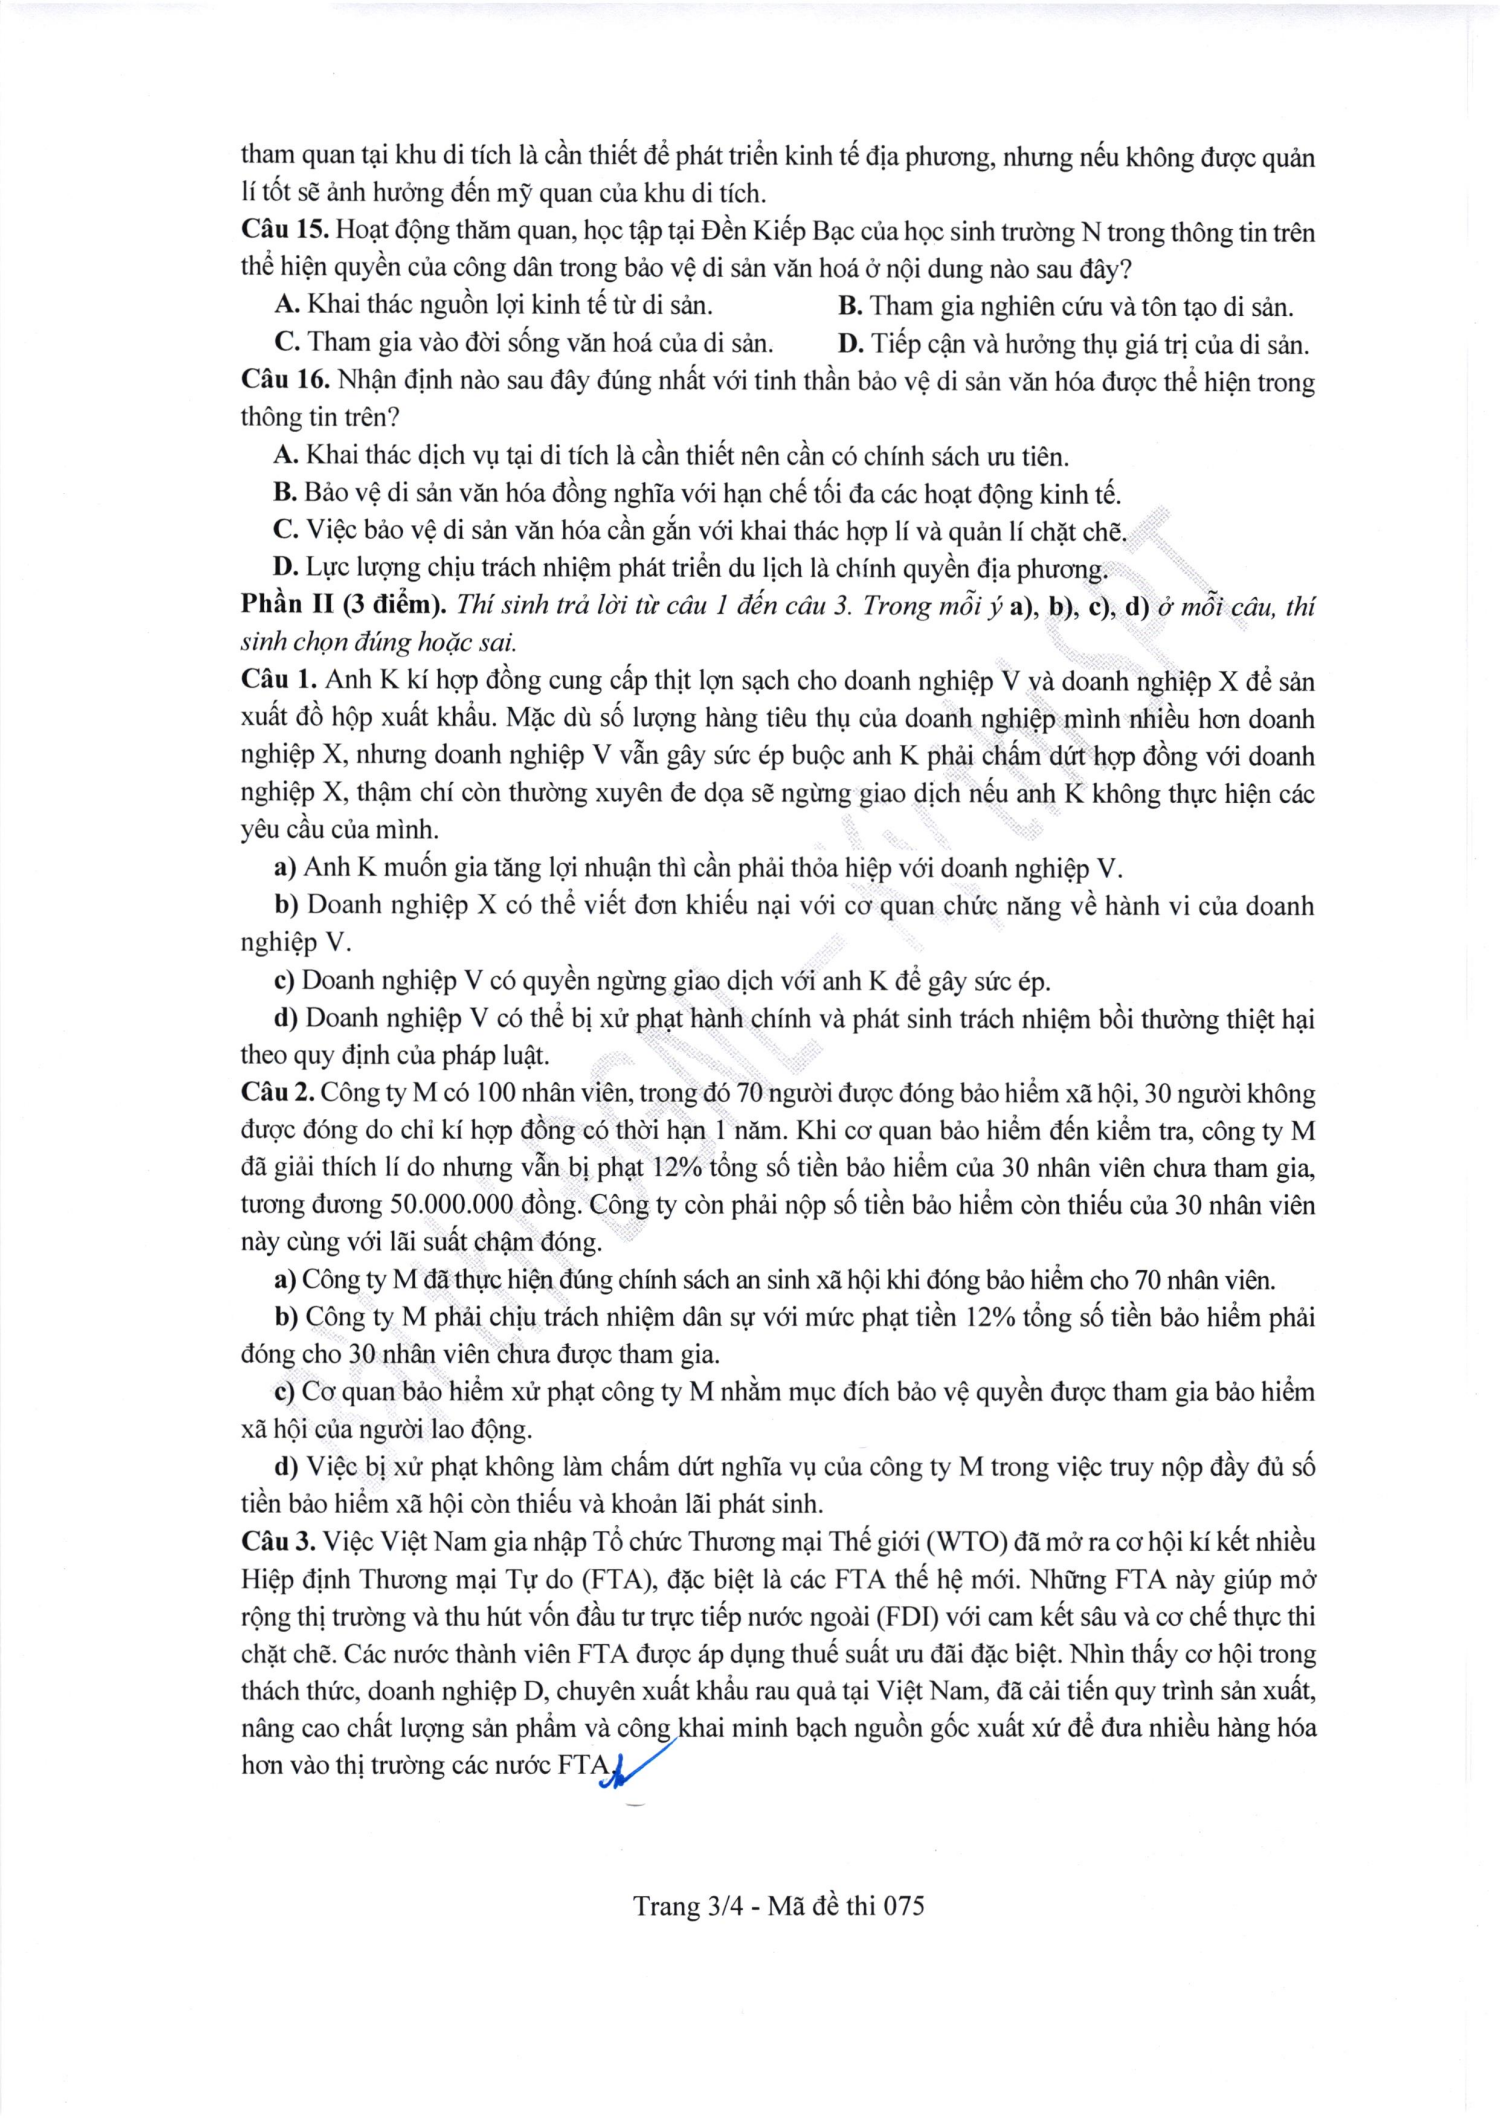 tham quan tại khu di tích là cần thiết để phát triển kinh tế địa phương, nhưng nếu không được quản
lí tốt sẽ ảnh hưởng đến mỹ quan của khu di tích.
Câu 15. Hoạt động thăm quan, học tập tại Đền Kiếp Bạc của học sinh trường N trong thông tin trên
thể hiện quyền của công dân trong bảo vệ di sản văn hoá ở nội dung nào sau đây?
A. Khai thác nguồn lợi kinh tế từ di sản. B. Tham gia nghiên cứu và tôn tạo di sản.
C. Tham gia vào đời sống văn hoá của di sản. D. Tiếp cận và hưởng thụ giá trị của di sản.
Câu 16. Nhận định nào sau đây đúng nhất với tinh thần bảo vệ di sản văn hóa được thể hiện trong
thông tin trên?
A. Khai thác dịch vụ tại di tích là cần thiết nên cần có chính sách ưu tiên.
B. Bảo vệ di sản văn hóa đồng nghĩa với hạn chế tối đa các hoạt động kinh tế.
C. Việc bảo vệ di sản văn hóa cần gắn với khai thác hợp lí và quản lí chặt chẽ.
D. Lực lượng chịu trách nhiệm phát triển du lịch là chính quyền địa phương.
Phần II (3 điểm). Thí sinh trả lời từ câu 1 đến câu 3. Trong mỗi ý a), b), c), d) ở mỗi câu, thí
sinh chọn đúng hoặc sai.
Câu 1. Anh K kí hợp đồng cung cấp thịt lợn sạch cho doanh nghiệp V và doanh nghiệp X để sản
xuất đồ hộp xuất khẩu. Mặc dù số lượng hàng tiêu thụ của doanh nghiệp mình nhiều hơn doanh
nghiệp X, nhưng doanh nghiệp V vẫn gây sức ép buộc anh K phải chấm dứt hợp đồng với doanh
nghiệp X, thậm chí còn thường xuyên đe dọa sẽ ngừng giao dịch nếu anh K không thực hiện các
yêu cầu của mình.
a) Anh K muốn gia tăng lợi nhuận thì cần phải thỏa hiệp với doanh nghiệp V.
b) Doanh nghiệp X có thể viết đơn khiếu nại với cơ quan chức năng về hành vi của doanh
nghiệp V.
c) Doanh nghiệp V có quyền ngừng giao dịch với anh K để gây sức ép.
d) Doanh nghiệp V có thể bị xử phạt hành chính và phát sinh trách nhiệm bồi thường thiệt hại
theo quy định của pháp luật.
Câu 2. Công ty M có 100 nhân viên, trong đó 70 người được đóng bảo hiểm xã hội, 30 người không
được đóng do chỉ kí hợp đồng có thời hạn 1 năm. Khi cơ quan bảo hiểm đến kiểm tra, công ty M
đã giải thích lí do nhưng vẫn bị phạt 12% tổng số tiền bảo hiểm của 30 nhân viên chưa tham gia,
tương đương 50.000.000 đồng. Công ty còn phải nộp số tiền bảo hiểm còn thiếu của 30 nhân viên
này cùng với lãi suất chậm đóng.
a) Công ty M đã thực hiện đúng chính sách an sinh xã hội khi đóng bảo hiểm cho 70 nhân viên.
b) Công ty M phải chịu trách nhiệm dân sự với mức phạt tiền 12% tổng số tiền bảo hiểm phải
đóng cho 30 nhân viên chưa được tham gia.
c) Cơ quan bảo hiểm xử phạt công ty M nhằm mục đích bảo vệ quyền được tham gia bảo hiểm
xã hội của người lao động.
d) Việc bị xử phạt không làm chấm dứt nghĩa vụ của công ty M trong việc truy nộp đầy đủ số
tiền bảo hiểm xã hội còn thiếu và khoản lãi phát sinh.
Câu 3. Việc Việt Nam gia nhập Tổ chức Thương mại Thế giới (WTO) đã mở ra cơ hội kí kết nhiều
Hiệp định Thương mại Tự do (FTA), đặc biệt là các FTA thế hệ mới. Những FTA này giúp mở
rộng thị trường và thu hút vốn đầu tư trực tiếp nước ngoài (FDI) với cam kết sâu và cơ chế thực thi
chặt chẽ. Các nước thành viên FTA được áp dụng thuế suất ưu đãi đặc biệt. Nhìn thấy cơ hội trong
thách thức, doanh nghiệp D, chuyên xuất khẩu rau quả tại Việt Nam, đã cải tiến quy trình sản xuất,
nâng cao chất lượng sản phẩm và công khai minh bạch nguồn gốc xuất xứ để đưa nhiều hàng hóa
hơn vào thị trường các nước FTA.
Trang 3/4 - Mã đề thi 075